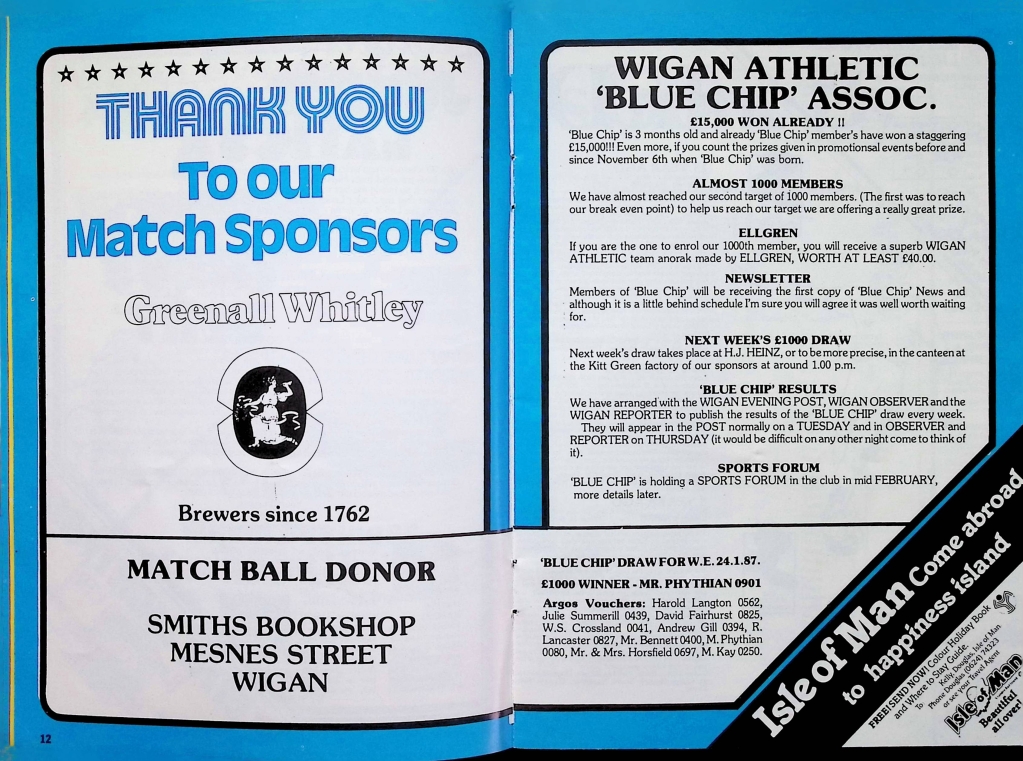 THANK YOU
To our
Match Sponsors
Greenall Whitley
Brewers since 1762
MATCH BALL DONOR
SMITHS BOOKSHOP
MESNES STREET
WIGAN
12
WIGAN ATHLETIC
‘BLUE CHIP’ ASSOC.
£15,000 WON ALREADY !!
‘Blue Chip’ is 3 months old and already ‘Blue Chip’ member's have won a staggering
£15,000!!! Even more, if you count the prizes given in promotionsal events before and
since November 6th when ‘Blue Chip’ was born.
ALMOST 1000 MEMBERS
We have almost reached our second target of 1000 members. (The first was to reach
our break even point) to help us reach our target we are offering a really great prize.
ELLGREN
If you are the one to enrol our 1000th member, you will receive a superb WIGAN
ATHLETIC team anorak made by ELLGREN, WORTH AT LEAST £40.00.
NEWSLETTER
Members of ‘Blue Chip’ will be receiving the first copy of ‘Blue Chip’ News and
although it is a little behind schedule I'm sure you will agree it was well worth waiting
for.
NEXT WEEK'S £1000 DRAW
Next week's draw takes place at H.J. HEINZ, or to be more precise, in the canteen at
the Kitt Green factory of our sponsors at around 1.00 p.m.
‘BLUE CHIP’ RESULTS
We have arranged with the WIGAN EVENING POST, WIGAN OBSERVER and the
WIGAN REPORTER to publish the results of the ‘BLUE CHIP’ draw every week.
They will appear in the POST normally on a TUESDAY and in OBSERVER and
REPORTER on THURSDAY (it would be difficult on any other night come to think of
it).
SPORTS FORUM
‘BLUE CHIP’ is holding a SPORTS FORUM in the club in mid FEBRUARY,
more details later.
‘BLUE CHIP’ DRAW FOR W.E. 24.1.87.
£1000 WINNER - MR. PHYTHIAN 0901
Argos Vouchers: Harold Langton 0562,
Julie Summerill 0439, David Fairhurst 0825,
W.S. Crossland 0041, Andrew Gill 0394, R.
Lancaster 0827, Mr. Bennett 0400, M. Phythian
0080, Mr. & Mrs. Horsfield 0697, M. Kay 0250.
Isle of Man Come abroad
to happiness island
FREE! SEND NOW! Colour Holiday Book
and Where to Stay Guide.
To Kelly, Douglas, Isle of Man
Phone Douglas (0624) 74323
or see your Travel Agent
Isle of Man
Beautiful
all over!